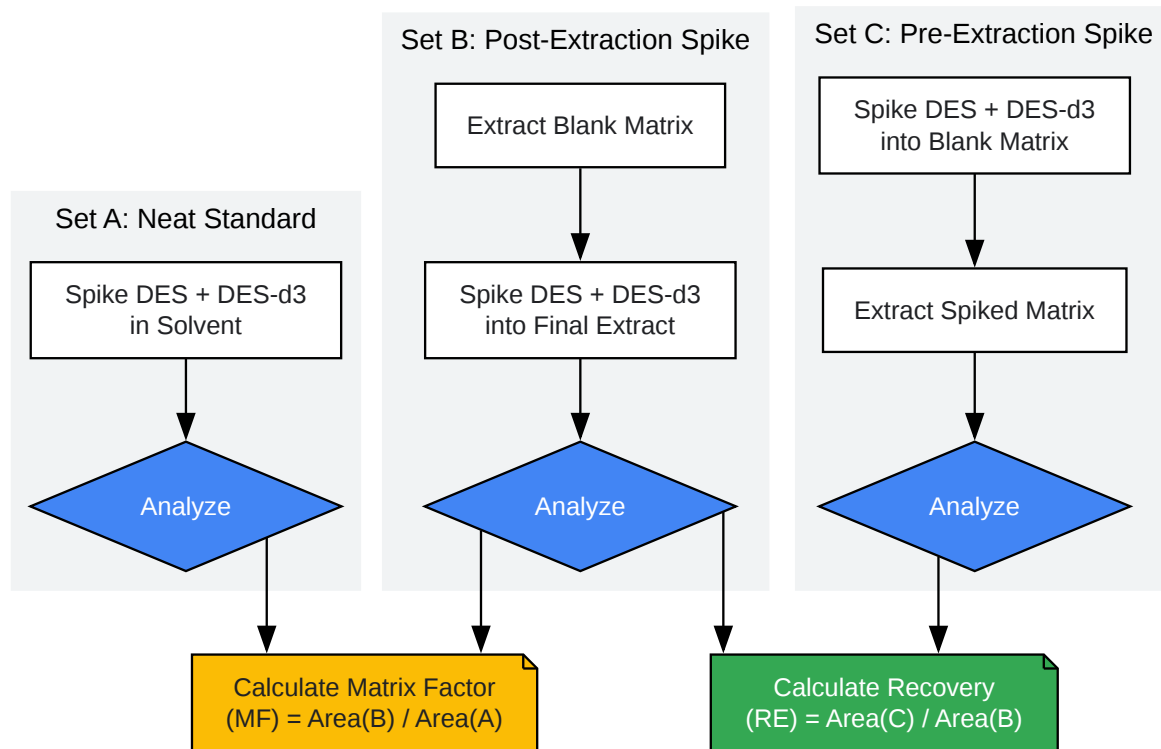 Set A: Neat Standard
Spike DES + DES-d3
in Solvent
Analyze
Set B: Post-Extraction Spike
Extract Blank Matrix
Spike DES + DES-d3
into Final Extract
Analyze
Set C: Pre-Extraction Spike
Spike DES + DES-d3
into Blank Matrix
Extract Spiked Matrix
Analyze
Calculate Matrix Factor
(MF) = Area(B) / Area(A)
Calculate Recovery
(RE) = Area(C) / Area(B)